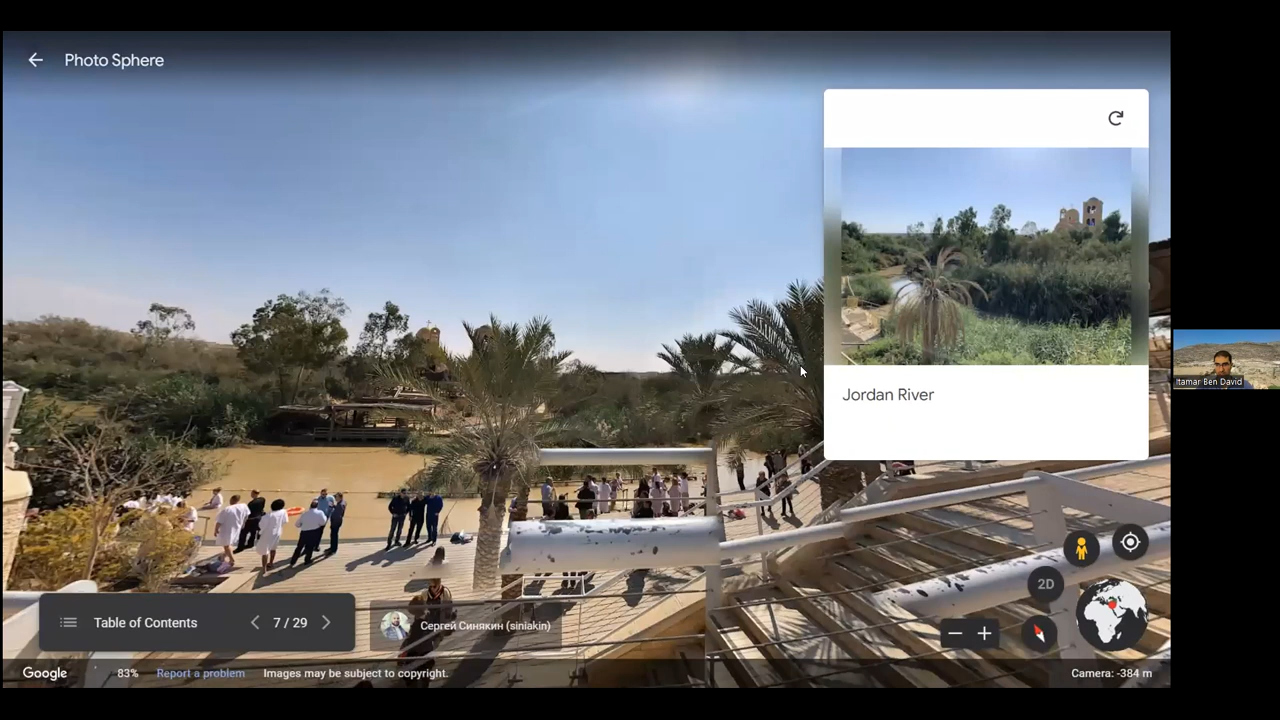 Photo Sphere
Jordan River
Itamar Ben David
2D
Table of Contents
7 / 29
Сергей Синякин (siniakin)
Google
83%
Report a problem
Images may be subject to copyright.
Camera: -384 m